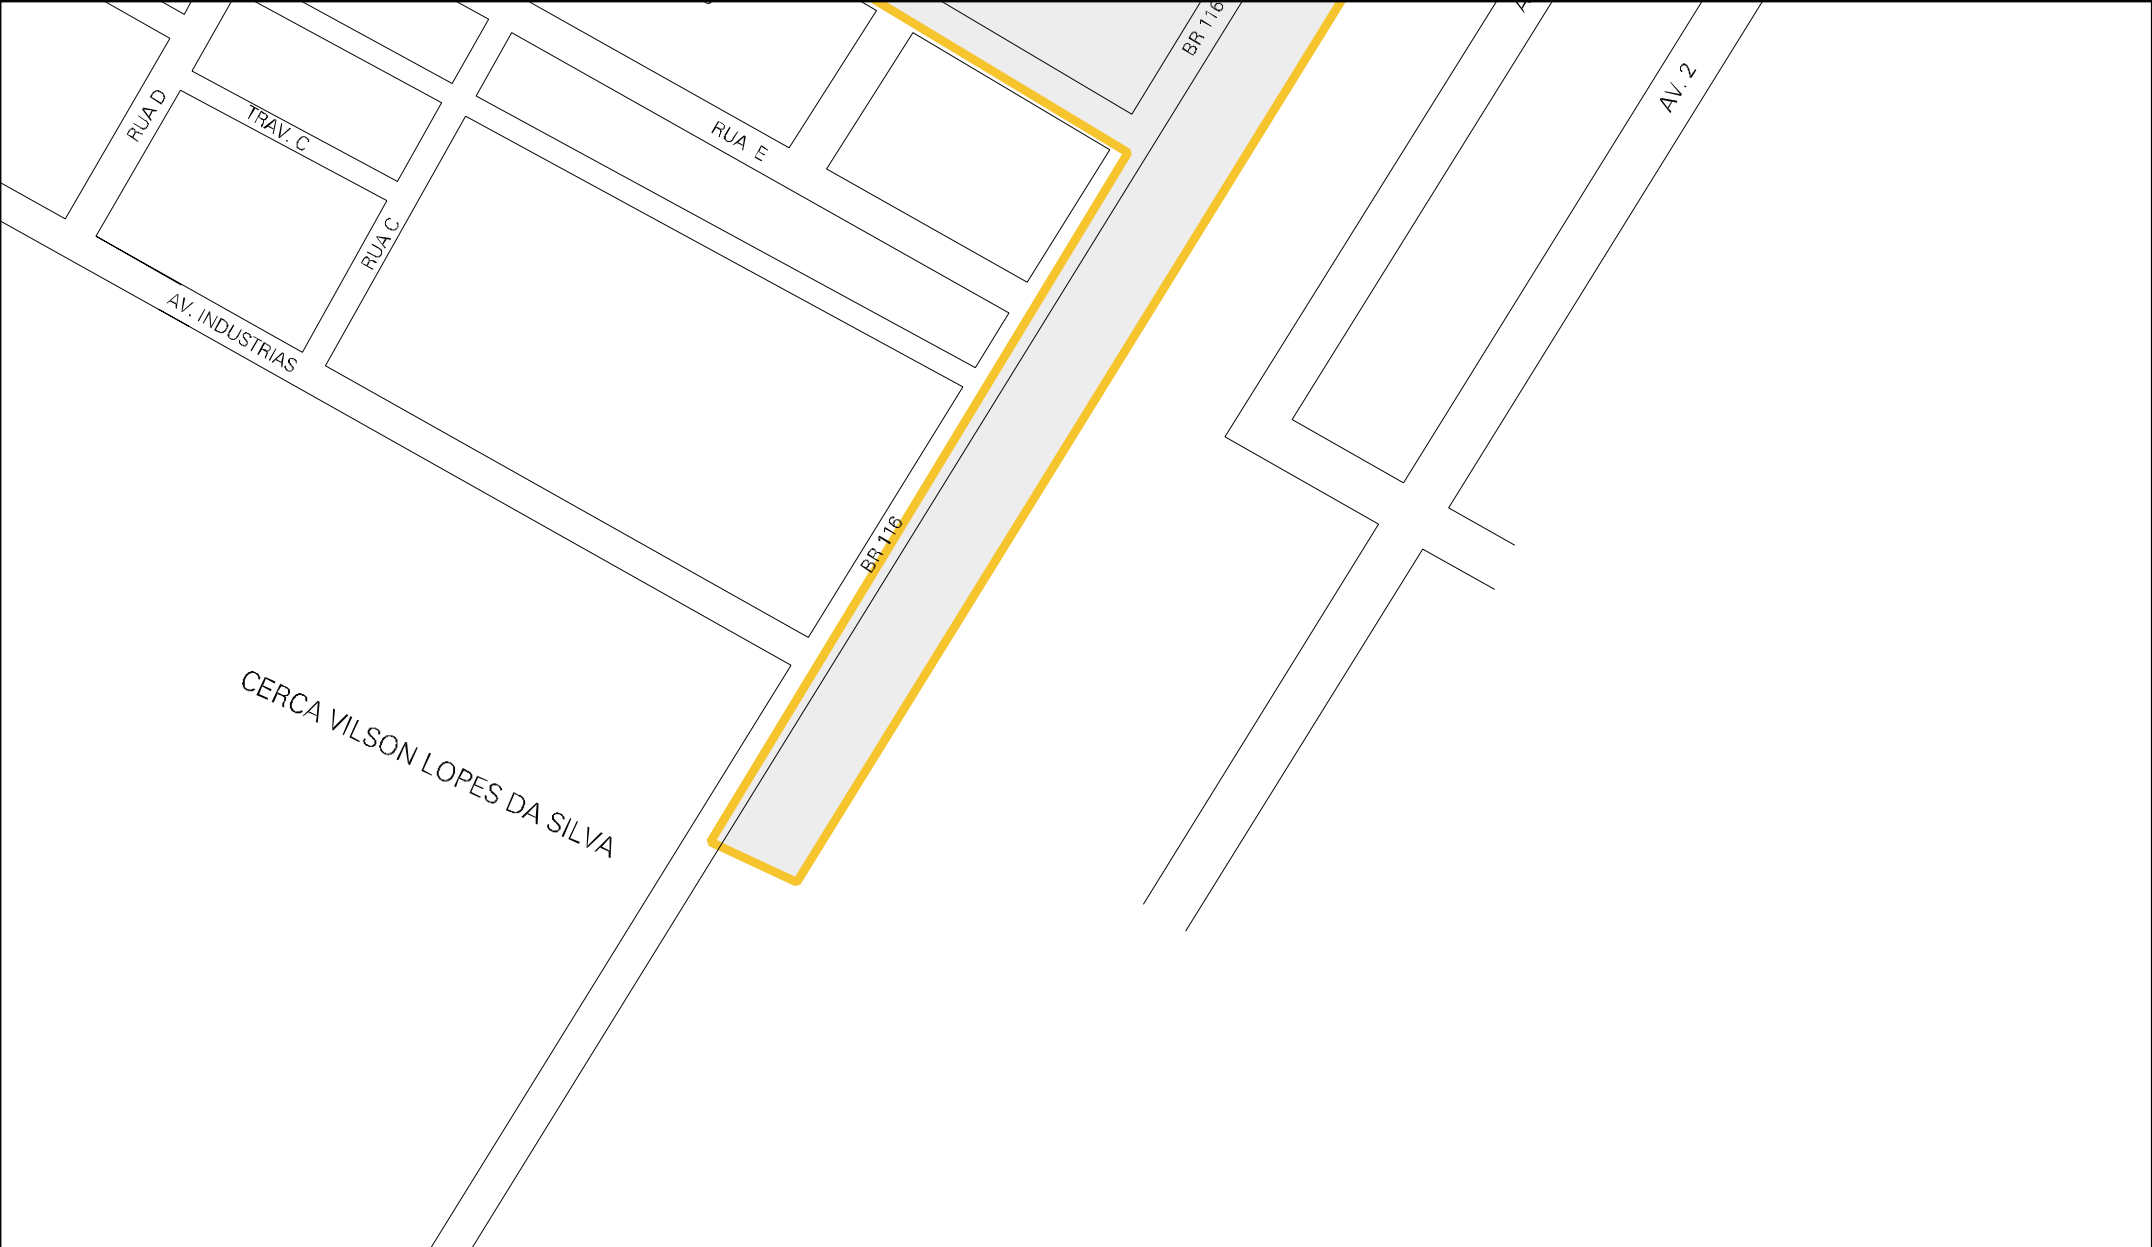 BR 116
AV. 2
RUA D
TRAV. C
RUA E
RUA C
AV. INDUSTRIAS
BR 116
CERCA VILSON LOPES DA SILVA